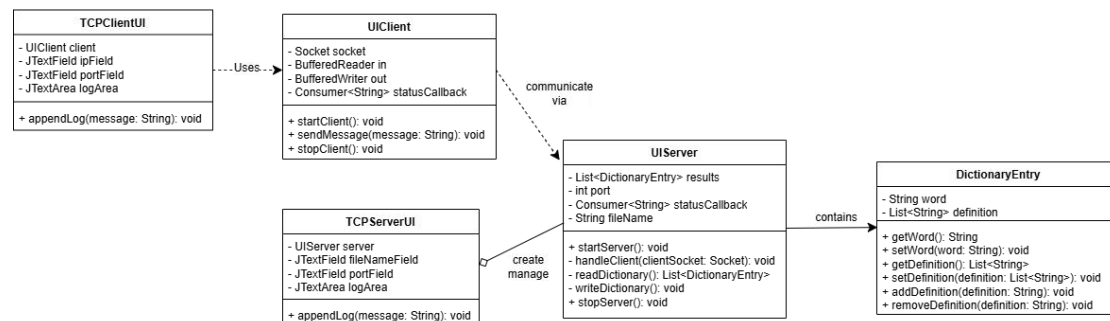 TCPClientUI
- UIClient client
- JTextField ipField
- JTextField portField
- JTextArea logArea
+ appendLog(message: String): void
Uses
UIClient
- Socket socket
- BufferedReader in
- BufferedWriter out
- Consumer<String> statusCallback
+ startClient(): void
+ sendMessage(message: String): void
+ stopClient(): void
communicate
via
UIServer
- List<DictionaryEntry> results
- int port
- Consumer<String> statusCallback
- String fileName
+ startServer(): void
- handleClient(clientSocket: Socket): void
- readDictionary(): List<DictionaryEntry>
- writeDictionary(): void
+ stopServer(): void
contains
DictionaryEntry
- String word
- List<String> definition
+ getWord(): String
+ setWord(word: String): void
+ getDefinition(): List<String>
+ setDefinition(definition: List<String>): void
+ addDefinition(definition: String): void
+ removeDefinition(definition: String): void
TCPServerUI
- UIServer server
- JTextField fileNameField
- JTextField portField
- JTextArea logArea
+ appendLog(message: String): void
create
manage